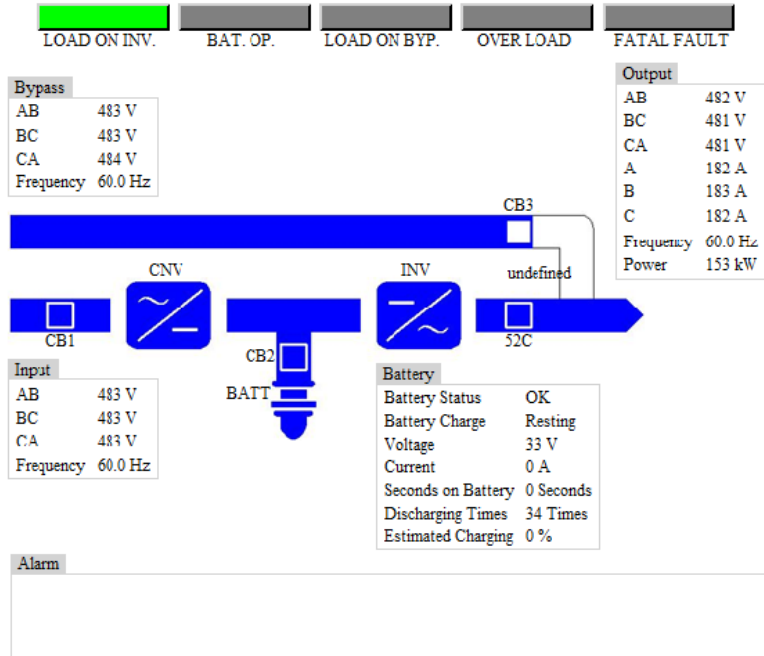 LOAD ON INV. BAT. OP. LOAD ON BYP. OVER LOAD FATAL FAULT
Bypass
AB 483 V
BC 483 V
CA 484 V
Frequency 60.0 Hz
Output
AB 482 V
BC 481 V
CA 481 V
A 182 A
B 183 A
C 182 A
Frequency 60.0 Hz
Power 153 kW
CB3
CNV
INV
undefined
CB1
CB2
BATT
52C
Input
AB 483 V
BC 483 V
CA 483 V
Frequency 60.0 Hz
Battery
Battery Status OK
Battery Charge Resting
Voltage 33 V
Current 0 A
Seconds on Battery 0 Seconds
Discharging Times 34 Times
Estimated Charging 0 %
Alarm